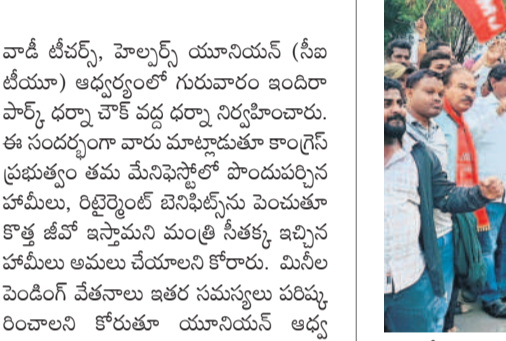 వాడీ టీచర్స్, హెల్పర్స్ యూనియన్ (సీఐ
టీయూ) ఆధ్వర్యంలో గురువారం ఇందిరా
పార్క్ ధర్నా చౌక్ వద్ద ధర్నా నిర్వహించారు.
ఈ సందర్భంగా వారు మాట్లాడుతూ కాంగ్రెస్
ప్రభుత్వం తమ మేనిఫెస్టోలో పొందుపర్చిన
హామీలు, రిటైర్మెంట్ బెనిఫిట్స్‌ను పెంచుతూ
కొత్త జీవో ఇస్తామని మంత్రి సీతక్క ఇచ్చిన
హామీలు అమలు చేయాలని కోరారు. మినీల
పెండింగ్ వేతనాలు ఇతర సమస్యలు పరిష్క
రించాలని కోరుతూ యూనియన్ ఆధ్వ